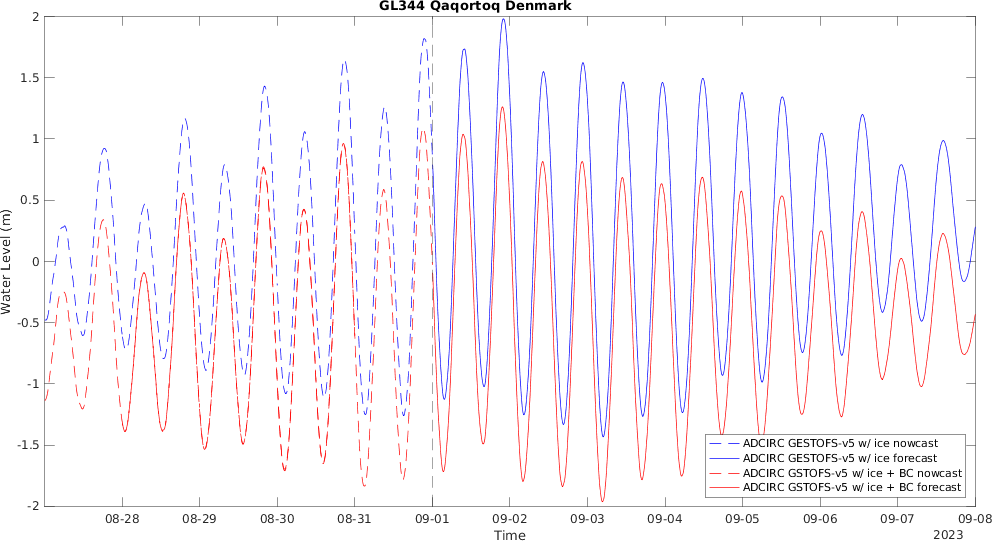 GL344 Qaqortoq Denmark
2
1.5
1
0.5
0
-0.5
-1
-1.5
-2
Water Level (m)
ADCIRC GESTOFS-v5 w/ ice nowcast
ADCIRC GESTOFS-v5 w/ ice forecast
ADCIRC GSTOFS-v5 w/ ice + BC nowcast
ADCIRC GSTOFS-v5 w/ ice + BC forecast
08-28 08-29 08-30 08-31 09-01 09-02 09-03 09-04 09-05 09-06 09-07 09-08
Time
2023